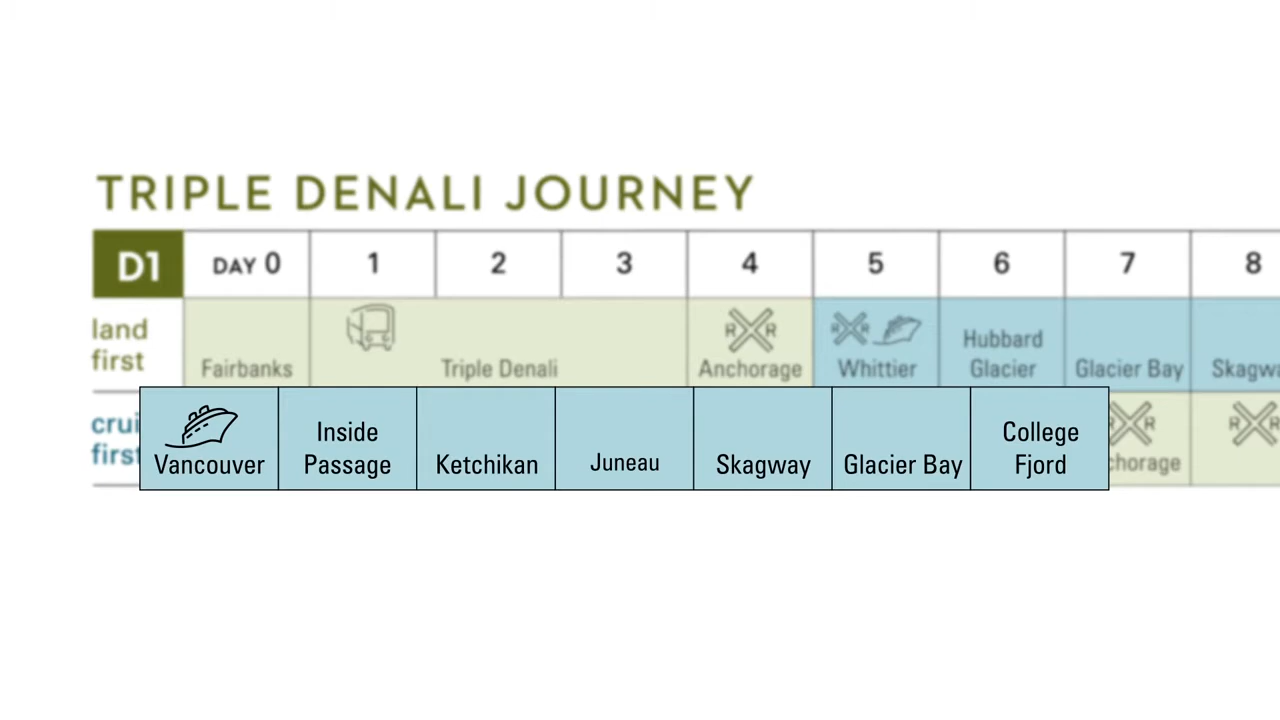 TRIPLE DENALI JOURNEY
D1 DAY 0 1 2 3 4 5 6 7 8
land
first
Fairbanks
Triple Denali
R R
Anchorage
R R
Whittier
Hubbard
Glacier
Glacier Bay
first
Vancouver
Inside
Passage
Ketchikan
Juneau
Skagway
Glacier Bay
College
Fjord
R
R R